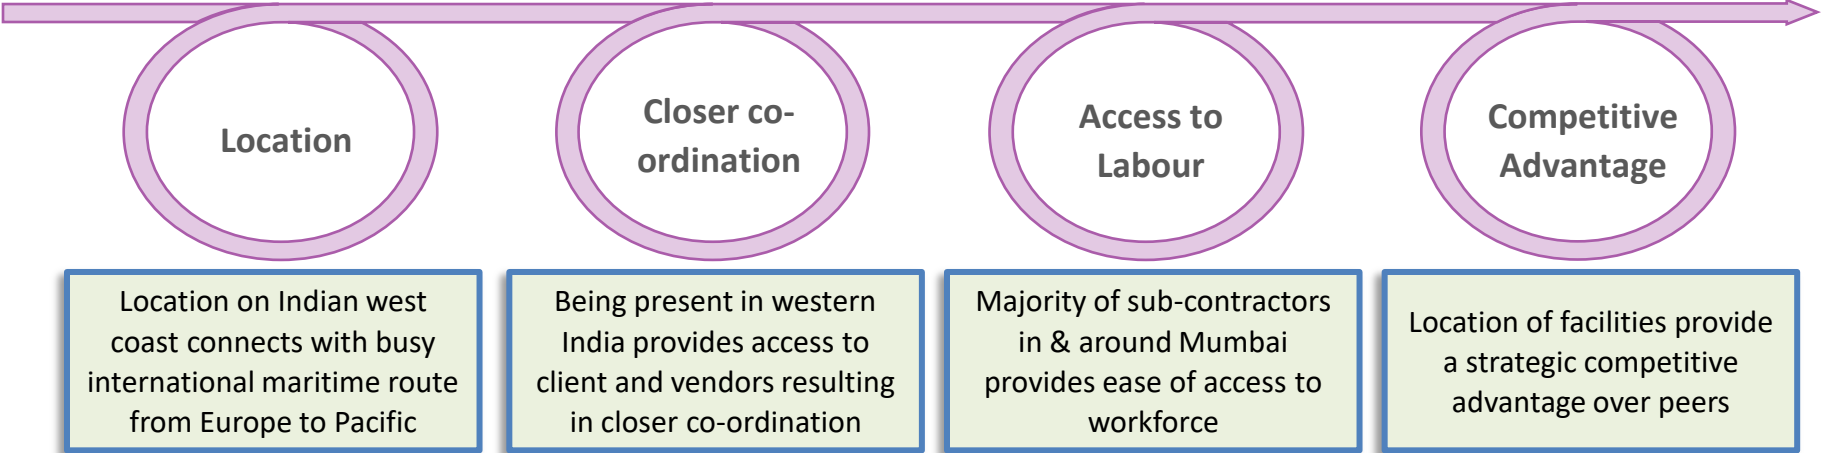 Location
Closer co-
ordination
Access to
Labour
Competitive
Advantage
Location on Indian west
coast connects with busy
international maritime route
from Europe to Pacific
Being present in western
India provides access to
client and vendors resulting
in closer co-ordination
Majority of sub-contractors
in & around Mumbai
provides ease of access to
workforce
Location of facilities provide
a strategic competitive
advantage over peers